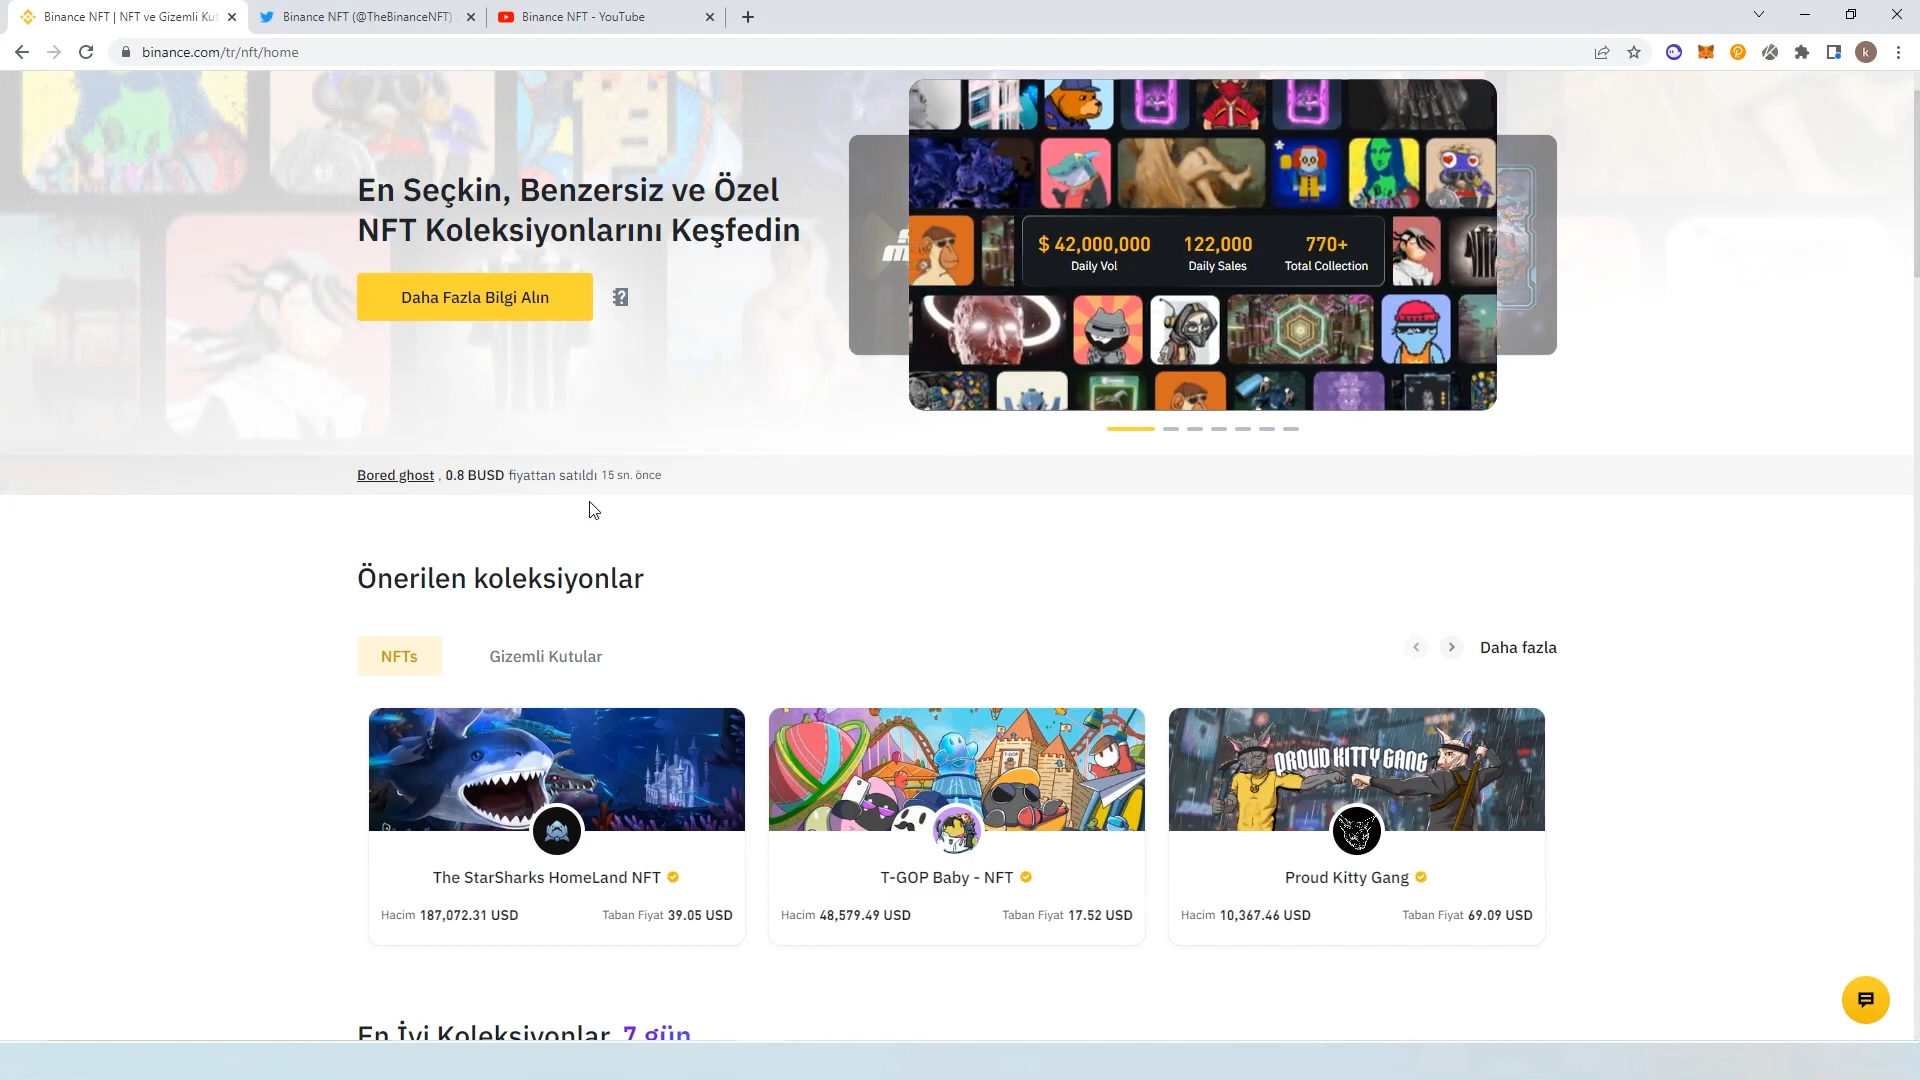 Binance NFT | NFT ve Gizemli Kut
Binance NFT (@TheBinanceNFT)
Binance NFT - YouTube
binance.com/tr/nft/home
k
En Seçkin, Benzersiz ve Özel
NFT Koleksiyonlarını Keşfedin
Daha Fazla Bilgi Alın
$ 42,000,000
Daily Vol
122,000
Daily Sales
770+
Total Collection
Bored ghost , 0.8 BUSD fiyattan satıldı 15 sn. önce
Önerilen koleksiyonlar
NFTs
Gizemli Kutular
Daha fazla
PROUD KITTY GANG
The StarSharks HomeLand NFT
Hacim 187,072.31 USD
Taban Fiyat 39.05 USD
T-GOP Baby - NFT
Hacim 48,579.49 USD
Taban Fiyat 17.52 USD
Proud Kitty Gang
Hacim 10,367.46 USD
Taban Fiyat 69.09 USD
En İyi Koleksiyonlar 7 gün